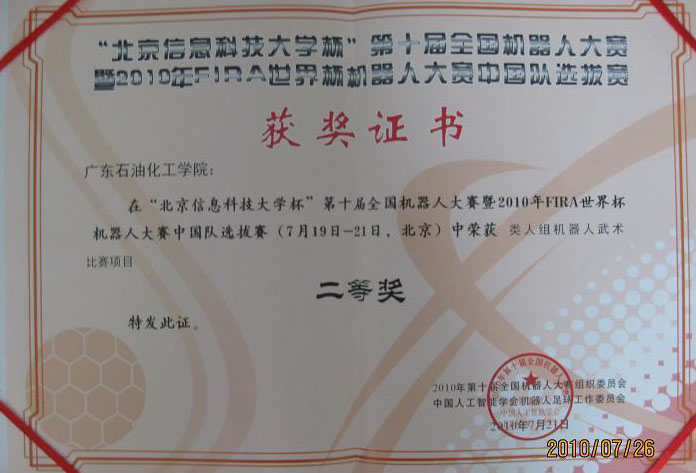 “北京信息科技大学杯”第十届全国机器人大赛
暨2010年FIRA世界杯机器人大赛中国队选拔赛
获奖证书
广东石油化工学院：
在“北京信息科技大学杯”第十届全国机器人大赛暨2010年FIRA世界杯
机器人大赛中国队选拔赛（7月19日-21日，北京）中荣获 类人组机器人武术
比赛项目
二等奖
特发此证。
2010年第十届全国机器人大赛组织委员会
中国人工智能学会机器人足球工作委员会
2010年7月21日
2010/07/26